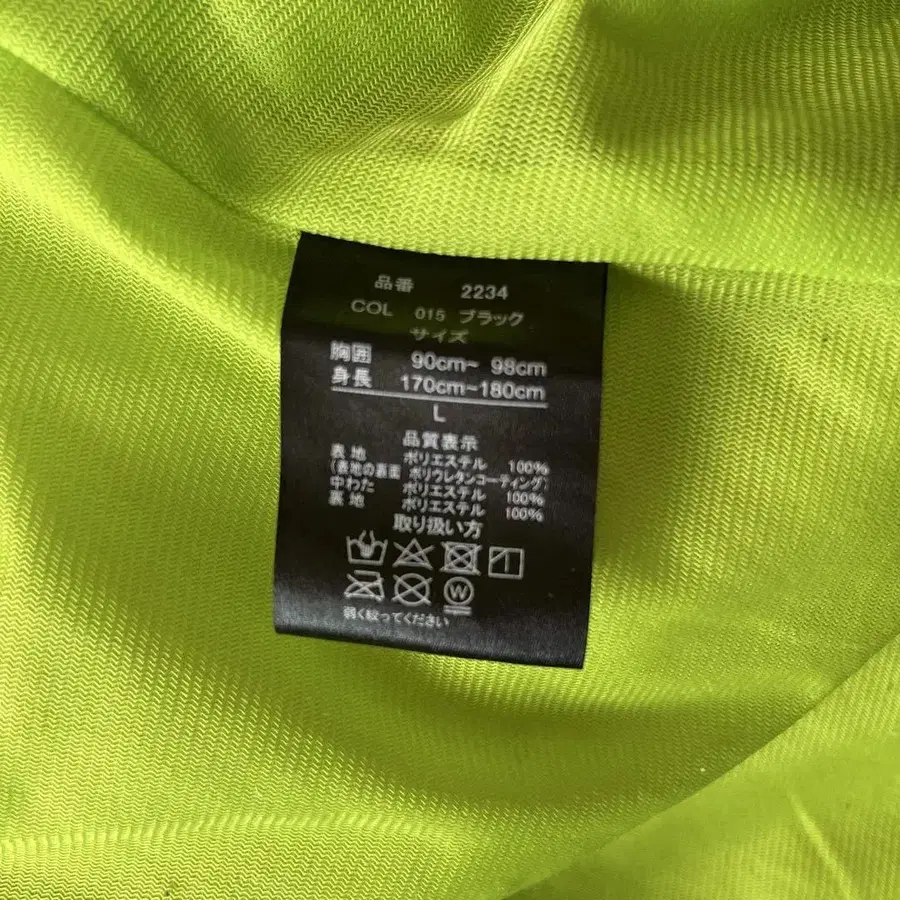 品番 2234
COL 015 ブラック
サイズ
胸囲 90cm~ 98cm
身長 170cm~180cm
L
品質表示
表地 ポリエステル 100%
(表地の裏面 ポリウレタンコーティング)
中わた ポリエステル 100%
裏地 ポリエステル 100%
取り扱い方
W
弱く絞ってください